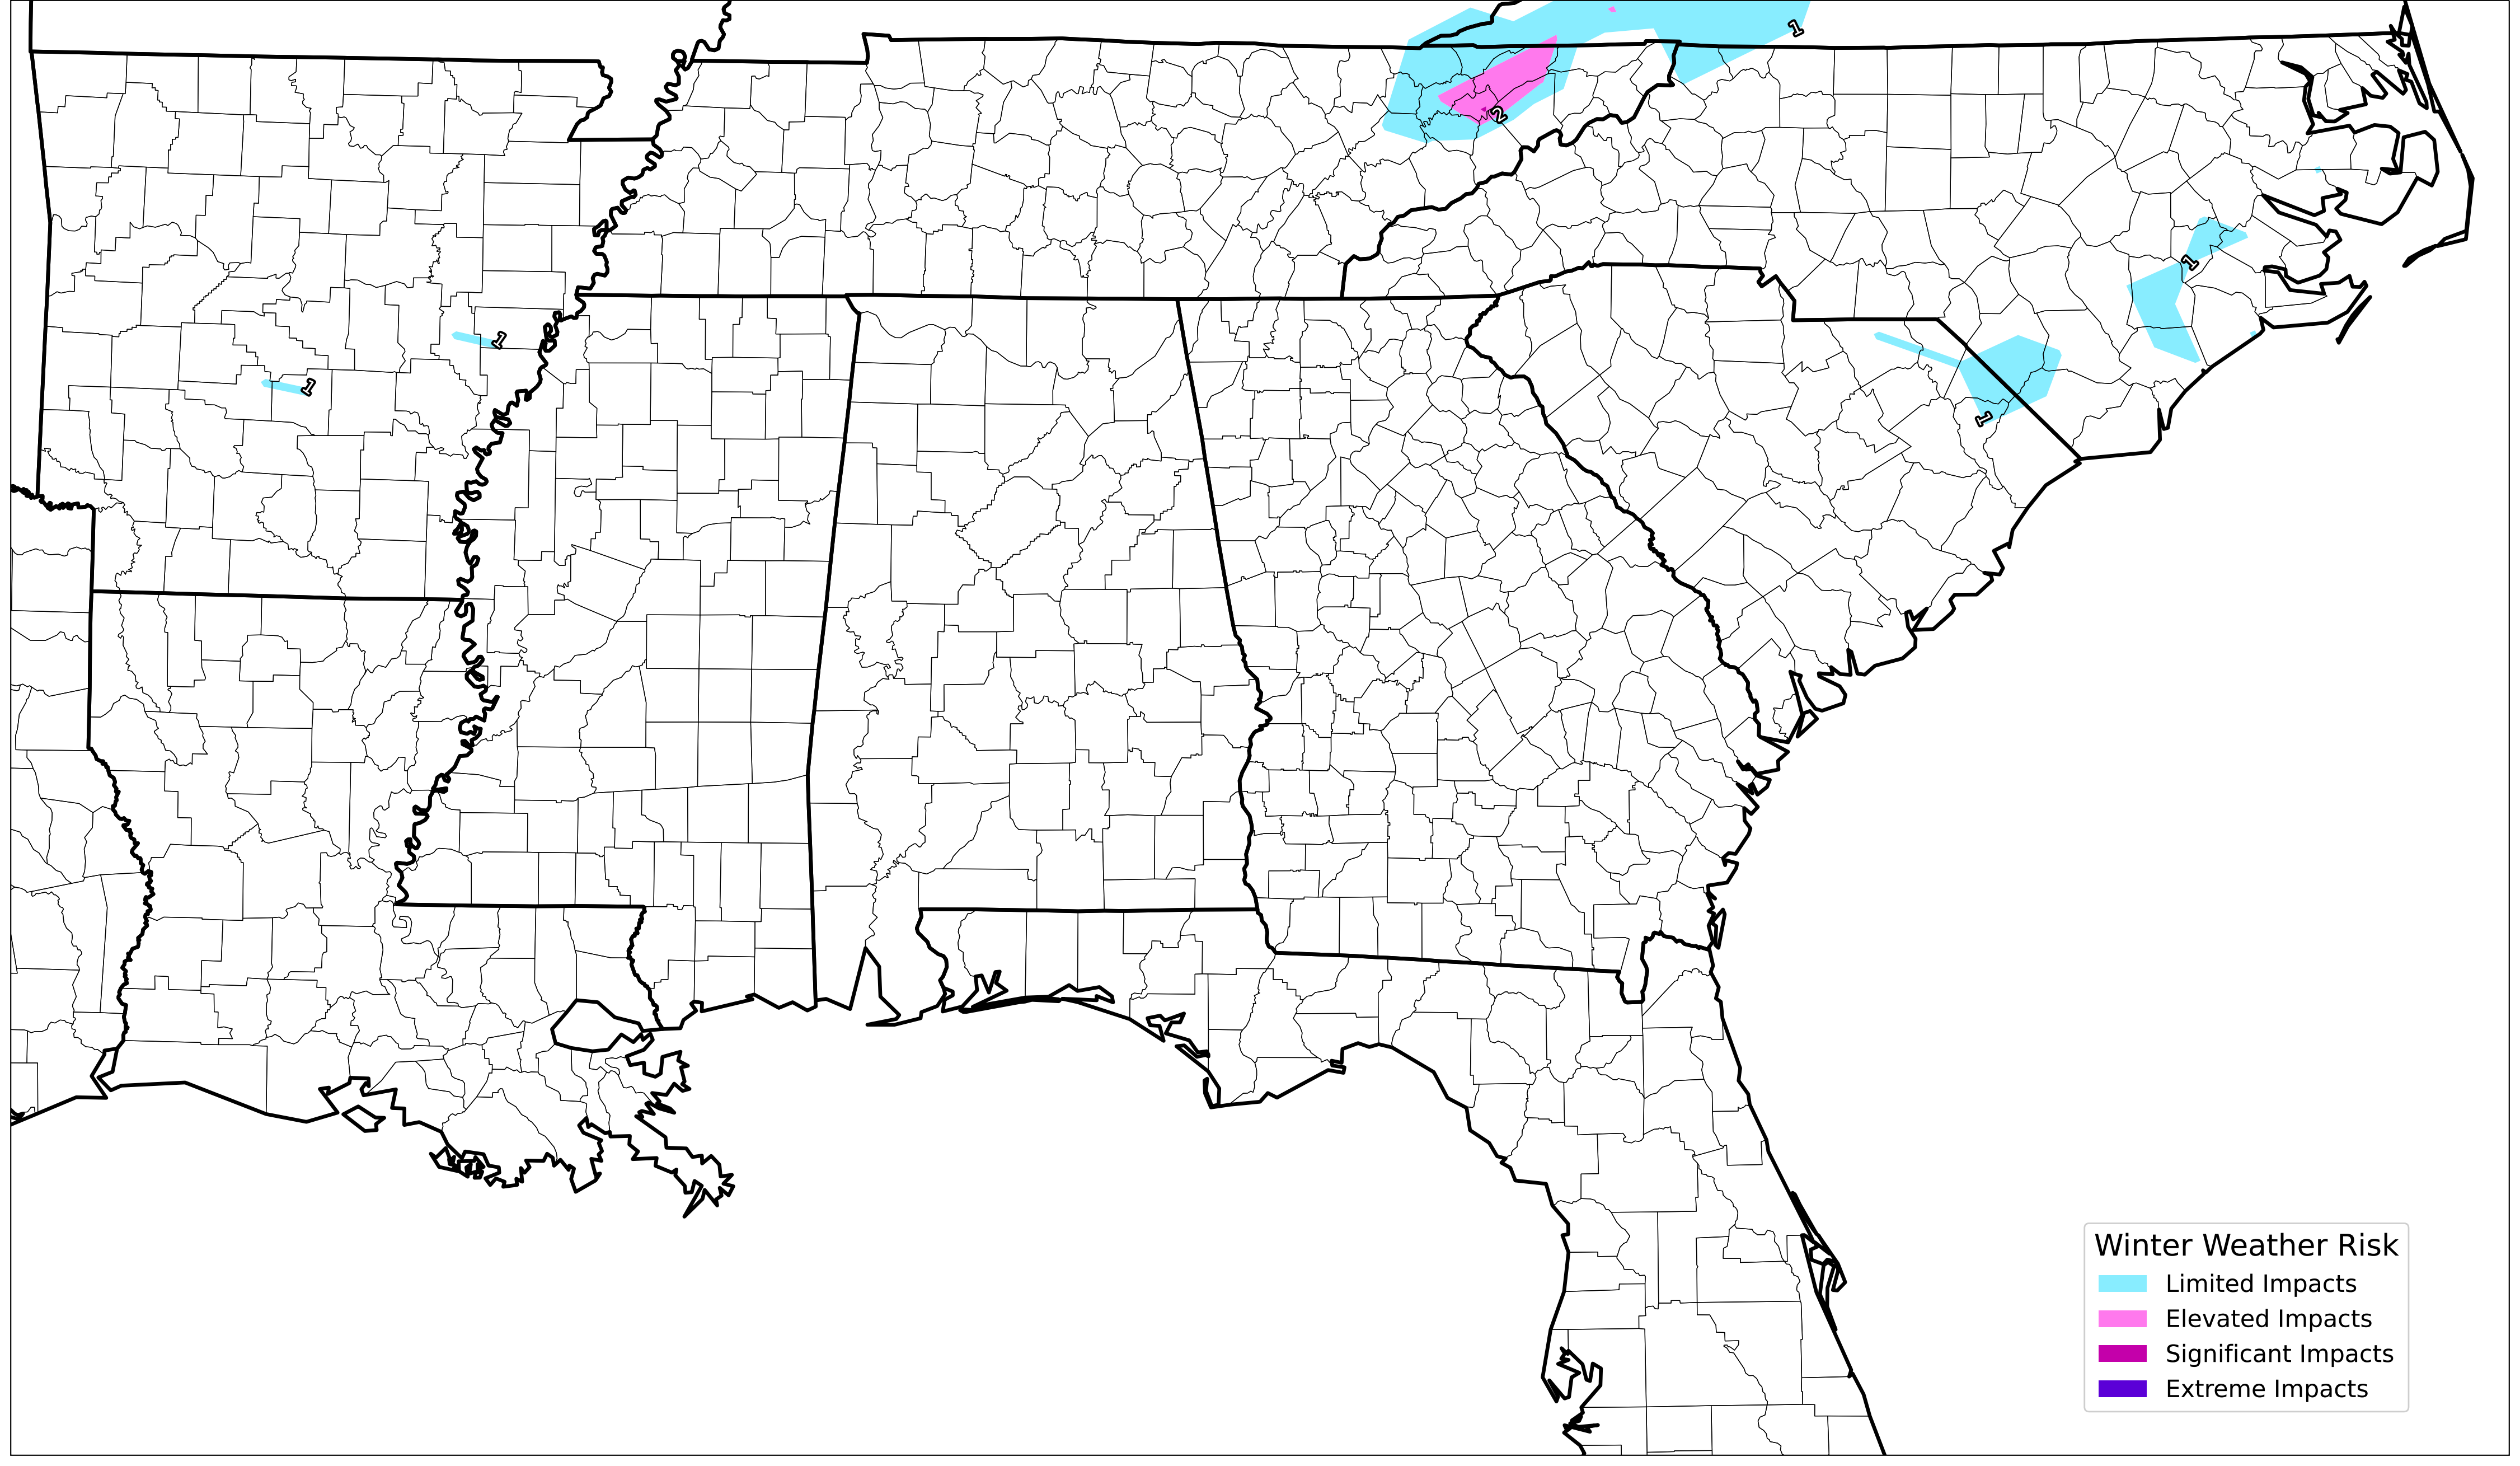 1
2
1
1
1
1
Winter Weather Risk
Limited Impacts
Elevated Impacts
Significant Impacts
Extreme Impacts